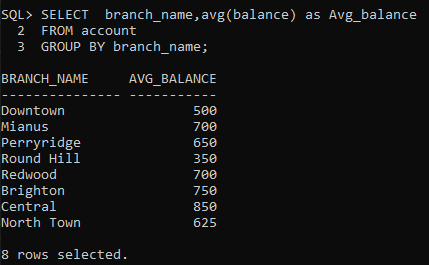 SQL> SELECT  branch_name,avg(balance) as Avg_balance
  2  FROM account
  3  GROUP BY branch_name;
BRANCH_NAME     AVG_BALANCE
--------------- -----------
Downtown                500
Mianus                  700
Perryridge              650
Round Hill              350
Redwood                 700
Brighton                750
Central                 850
North Town              625
8 rows selected.